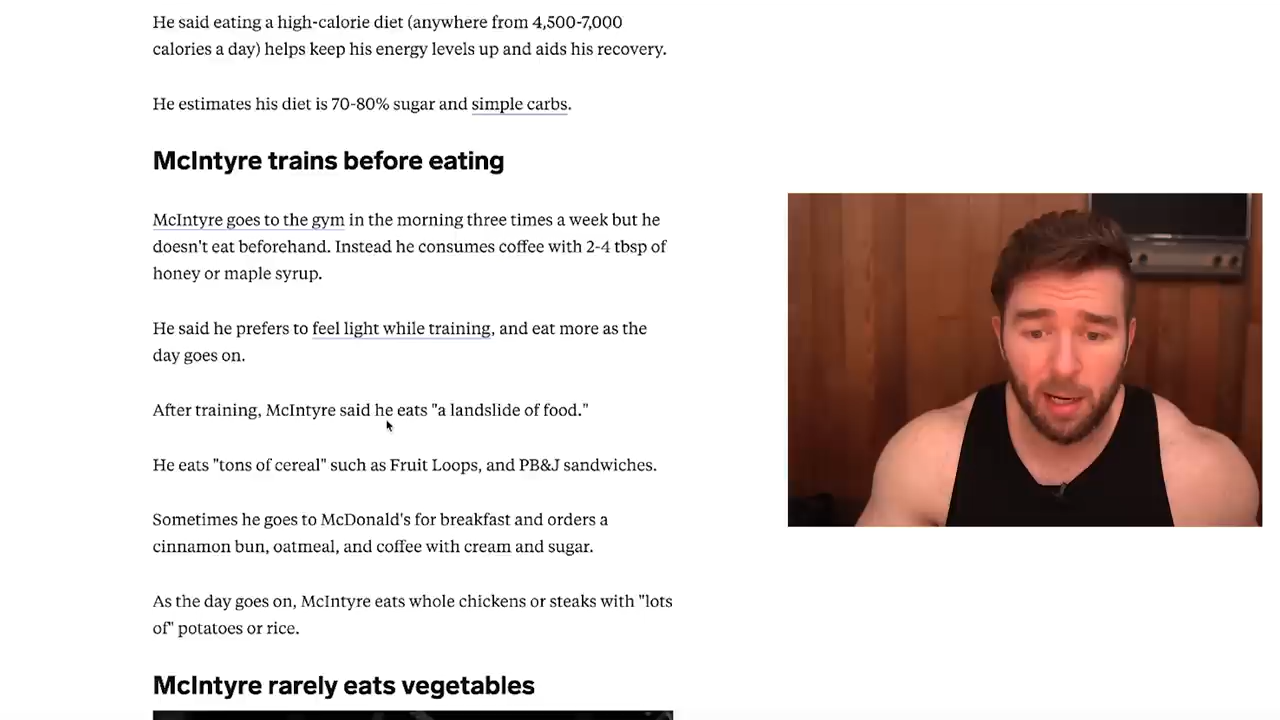 He said eating a high-calorie diet (anywhere from 4,500-7,000
calories a day) helps keep his energy levels up and aids his recovery.
He estimates his diet is 70-80% sugar and simple carbs.
McIntyre trains before eating
McIntyre goes to the gym in the morning three times a week but he
doesn't eat beforehand. Instead he consumes coffee with 2-4 tbsp of
honey or maple syrup.
He said he prefers to feel light while training, and eat more as the
day goes on.
After training, McIntyre said he eats "a landslide of food."
He eats "tons of cereal" such as Fruit Loops, and PB&J sandwiches.
Sometimes he goes to McDonald's for breakfast and orders a
cinnamon bun, oatmeal, and coffee with cream and sugar.
As the day goes on, McIntyre eats whole chickens or steaks with "lots
of" potatoes or rice.
McIntyre rarely eats vegetables